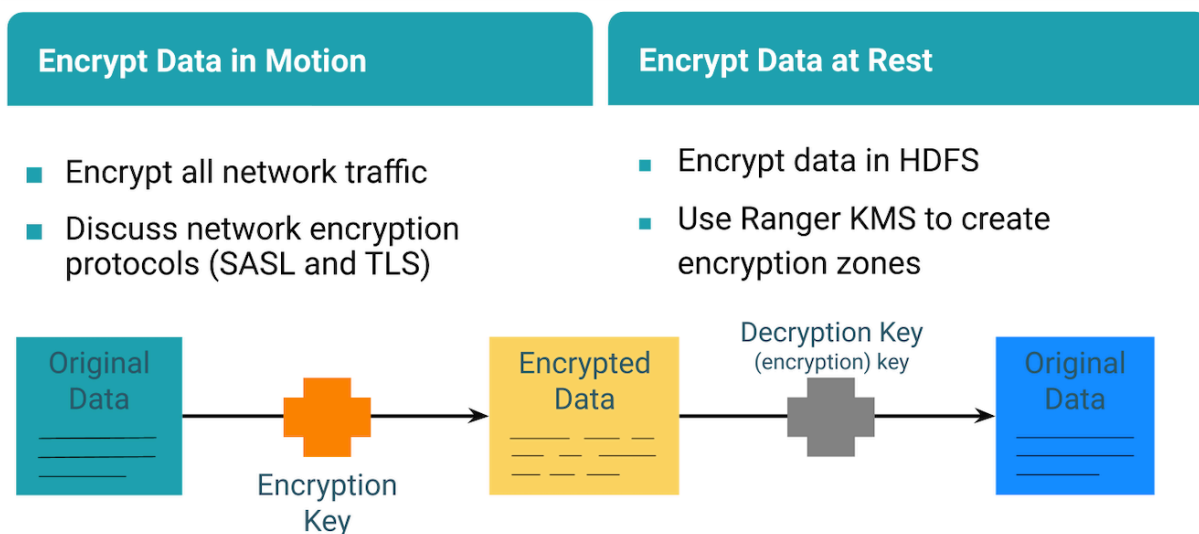 Encrypt Data in Motion
Encrypt all network traffic
Discuss network encryption
protocols (SASL and TLS)
Encrypt Data at Rest
Encrypt data in HDFS
Use Ranger KMS to create
encryption zones
Original
Data
Encryption
Key
Encrypted
Data
Decryption Key
(encryption) key
Original
Data